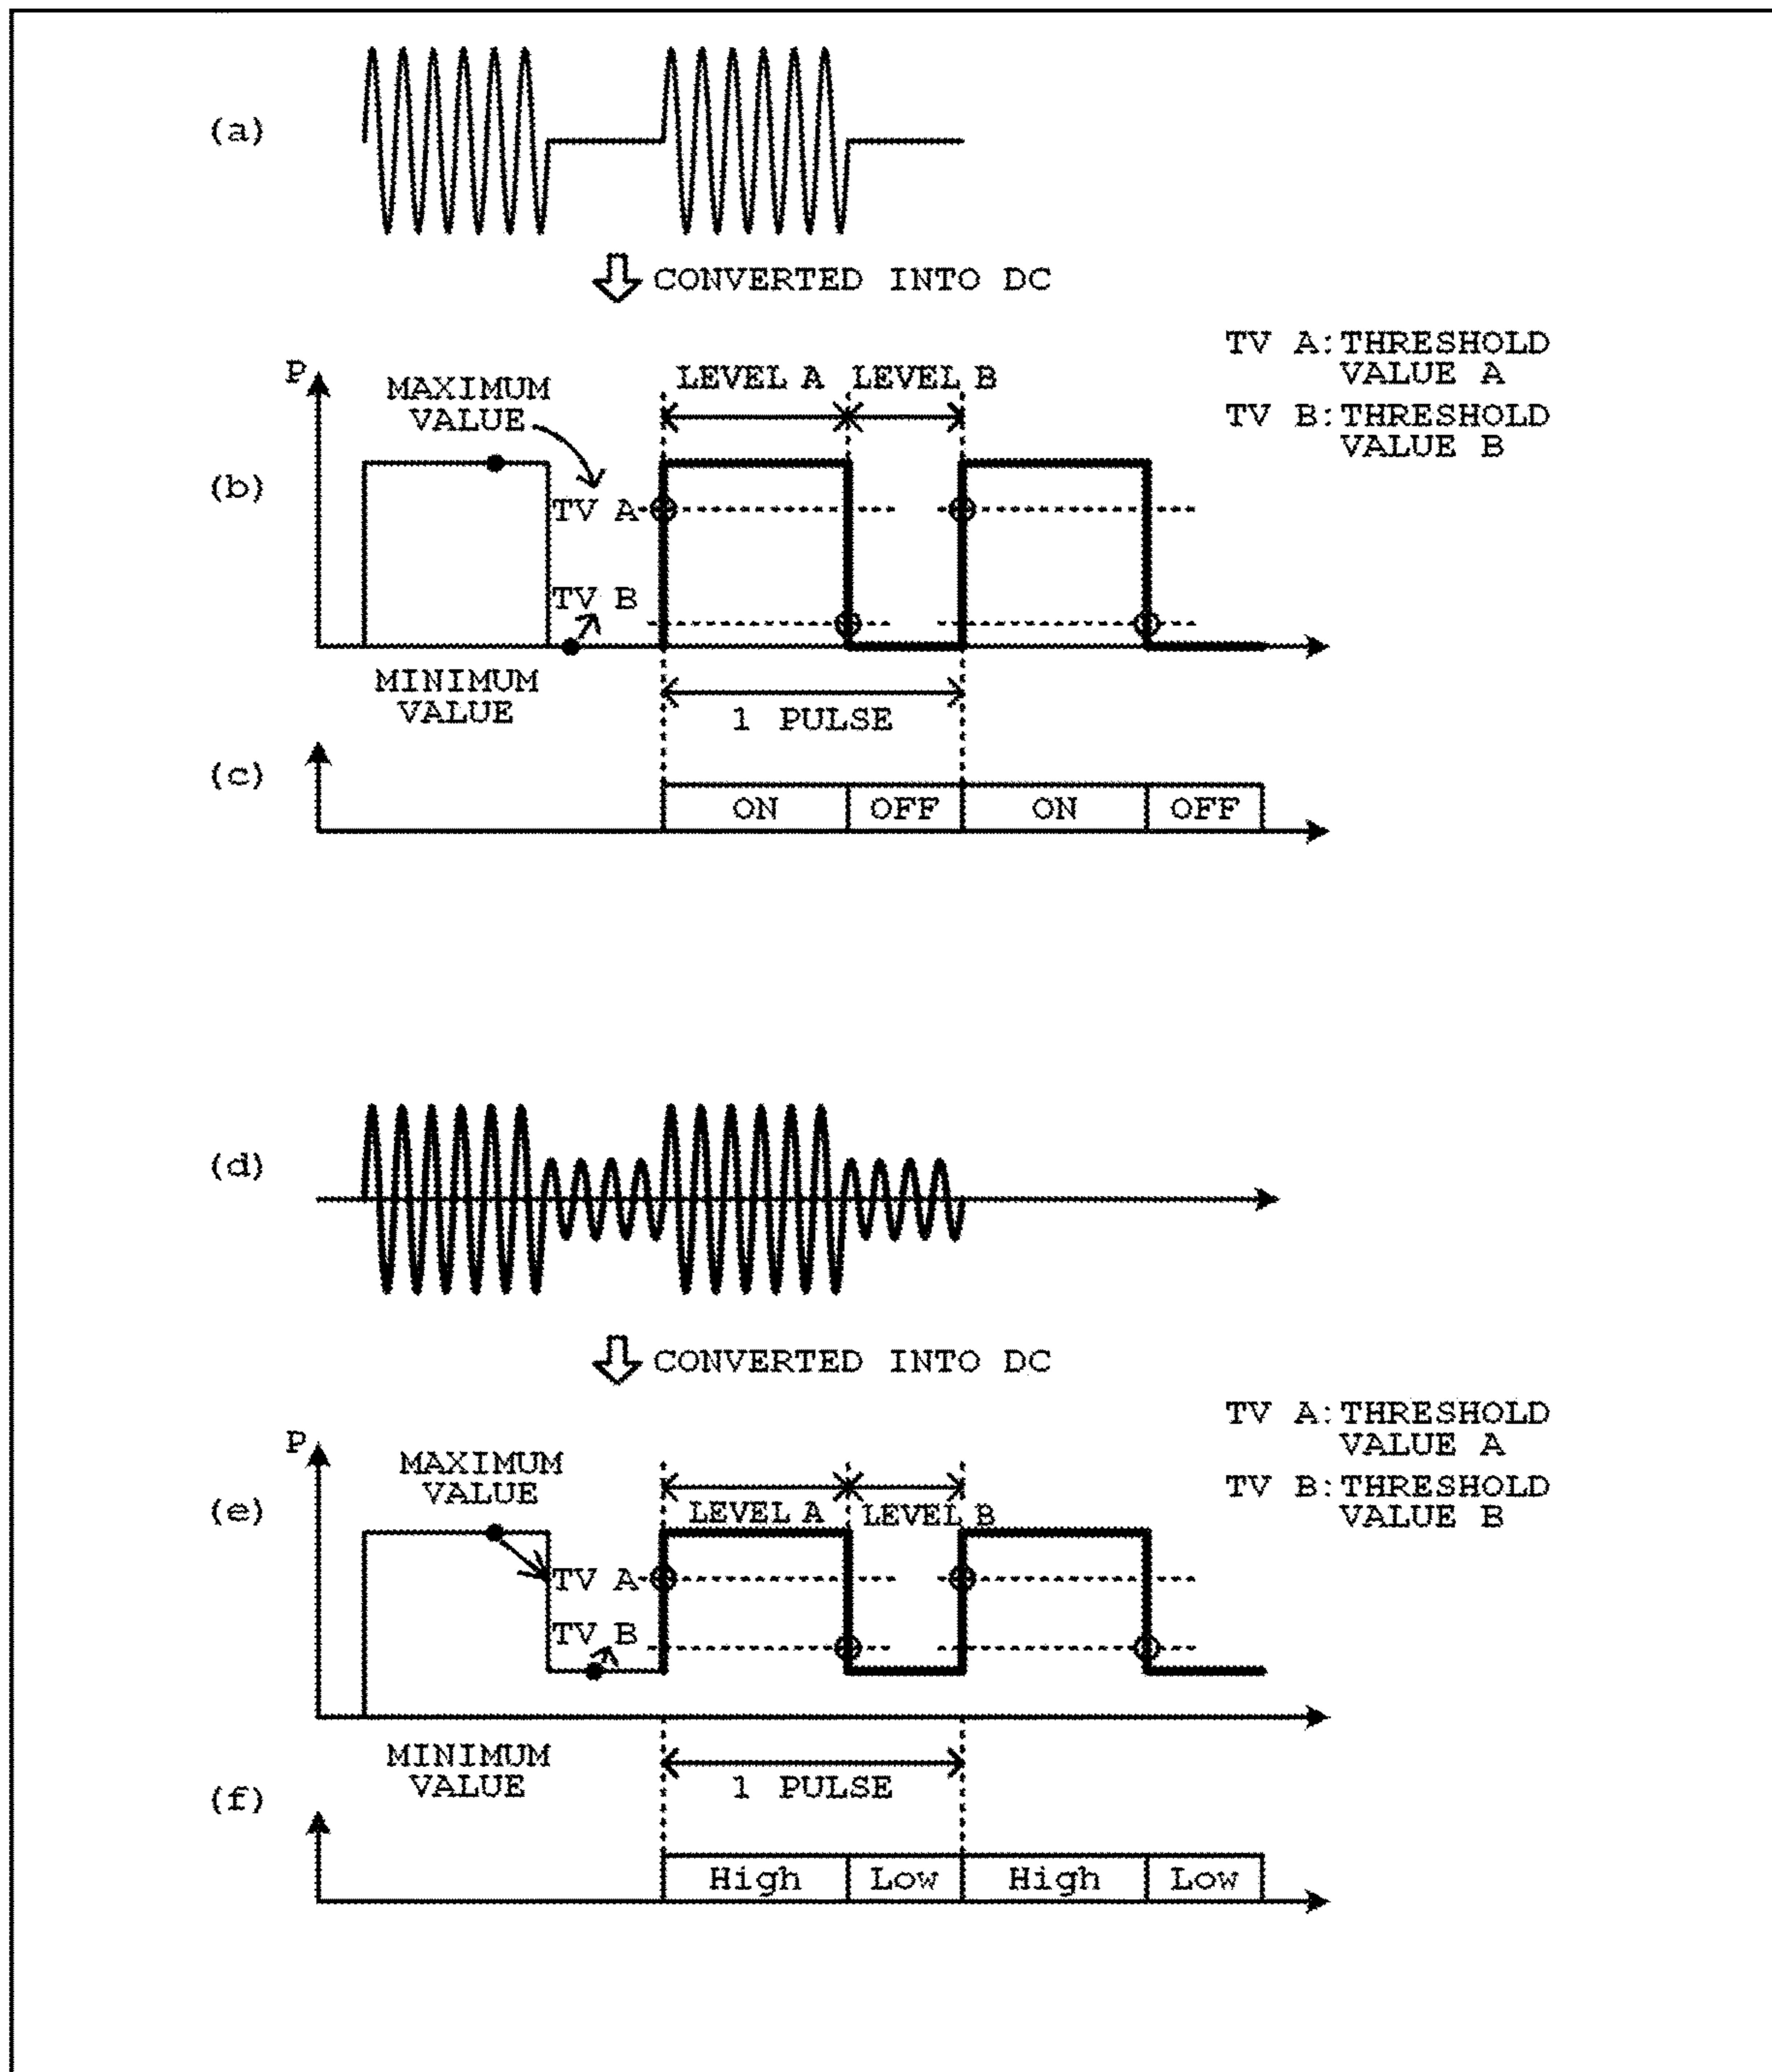 (a)
CONVERTED INTO DC
TV A:THRESHOLD
VALUE A
TV B:THRESHOLD
VALUE B
P
MAXIMUM
VALUE
LEVEL A
LEVEL B
(b)
TV A
TV B
MINIMUM
VALUE
1 PULSE
(c)
ON
OFF
ON
OFF
(d)
CONVERTED INTO DC
TV A:THRESHOLD
VALUE A
TV B:THRESHOLD
VALUE B
P
MAXIMUM
VALUE
(e)
LEVEL A
LEVEL B
TV A
TV B
MINIMUM
VALUE
1 PULSE
(f)
High
Low
High
Low